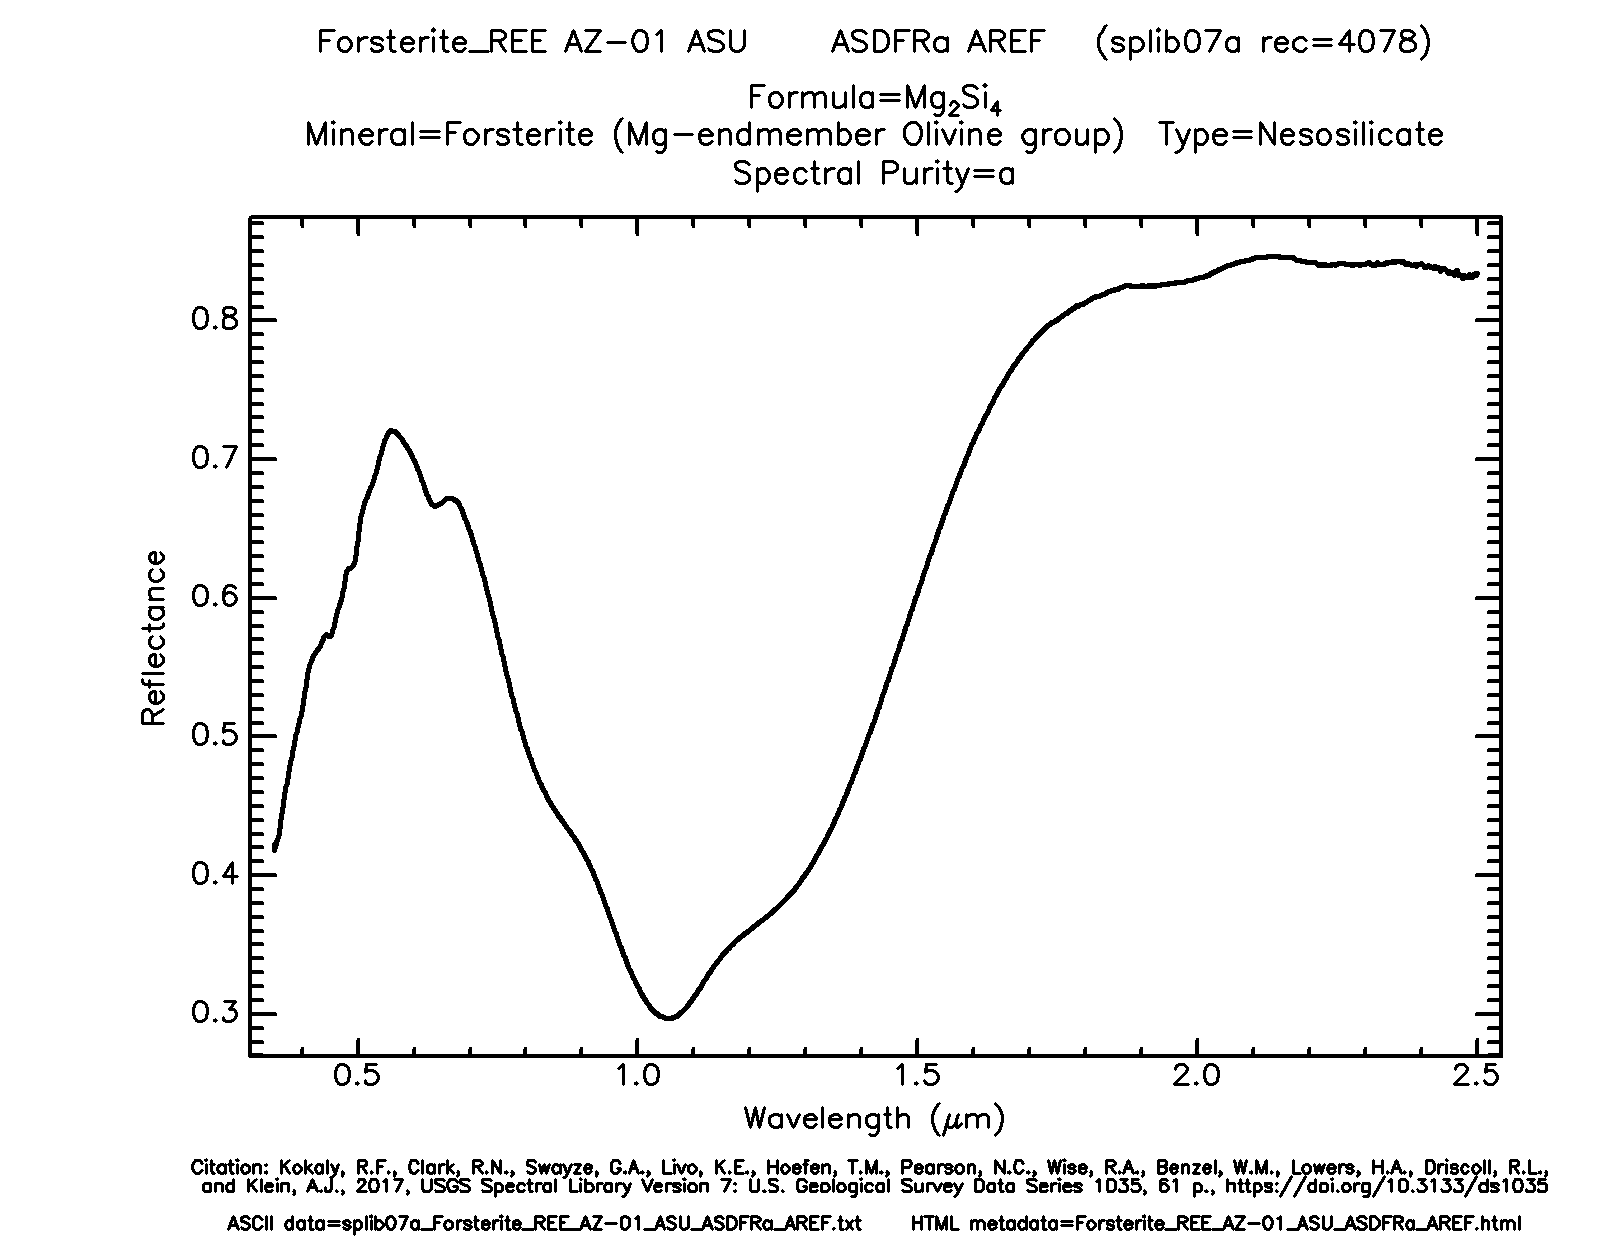 Forsterite_REE AZ-01 ASU ASDFRa AREF (splib07a rec=4078)
Formula=Mg2Si4
Mineral=Forsterite (Mg-endmember Olivine group) Type=Nesosilicate
Spectral Purity=a
0.8
0.7
0.6
0.5
0.4
0.3
Reflectance
0.5 1.0 1.5 2.0 2.5
Wavelength (μm)
Citation: Kokaly, R.F., Clark, R.N., Swayze, G.A., Livo, K.E., Hoefen, T.M., Pearson, N.C., Wise, R.A., Benzel, W.M., Lowers, H.A., Driscoll, R.L.,
and Klein, A.J., 2017, USGS Spectral Library Version 7: U.S. Geological Survey Data Series 1035, 61 p., https://doi.org/10.3133/ds1035
ASCII data=splib07a_Forsterite_REE_AZ-01_ASU_ASDFRa_AREF.txt HTML metadata=Forsterite_REE_AZ-01_ASU_ASDFRa_AREF.html